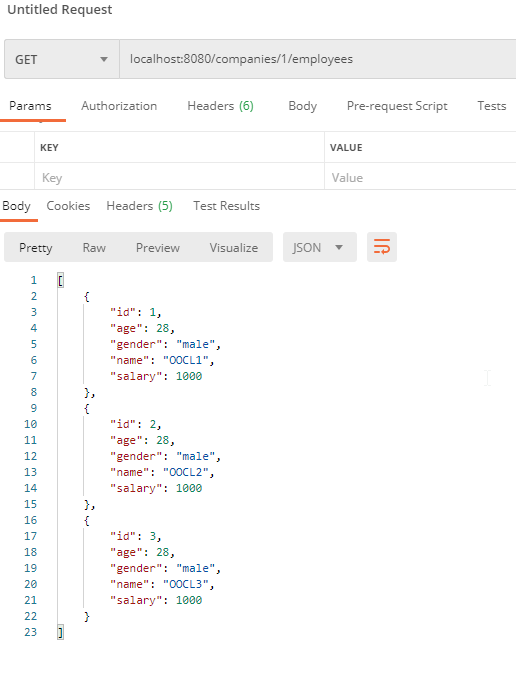 Untitled Request
GET localhost:8080/companies/1/employees
Params Authorization Headers (6) Body Pre-request Script Tests
KEY VALUE
Key Value
Body Cookies Headers (5) Test Results
Pretty Raw Preview Visualize JSON
1 [
2 {
3 "id": 1,
4 "age": 28,
5 "gender": "male",
6 "name": "OOCL1",
7 "salary": 1000
8 },
9 {
10 "id": 2,
11 "age": 28,
12 "gender": "male",
13 "name": "OOCL2",
14 "salary": 1000
15 },
16 {
17 "id": 3,
18 "age": 28,
19 "gender": "male",
20 "name": "OOCL3",
21 "salary": 1000
22 }
23 ]